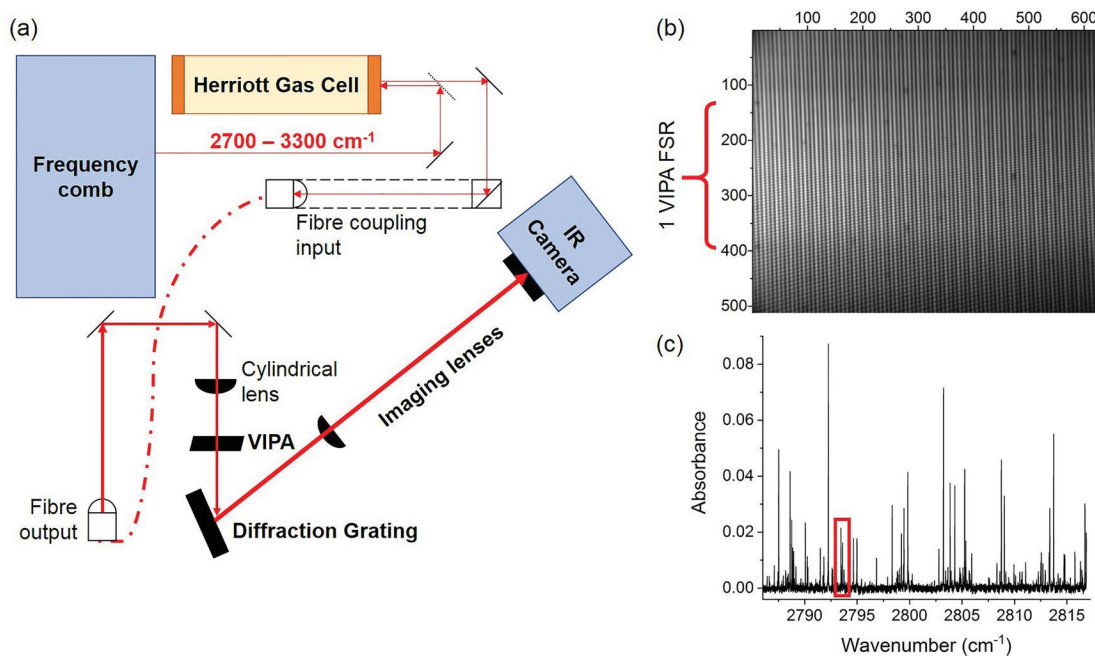 (a)
Herriott Gas Cell
2700 – 3300 cm-1
Frequency
comb
Fibre coupling
input
IR
Camera
Imaging lenses
Cylindrical
lens
VIPA
Fibre
output
Diffraction Grating
(b)
100 200 300 400 500 600
100
200
300
400
500
1 VIPA FSR
(c)
0.08
0.06
0.04
0.02
0.00
Absorbance
2790 2795 2800 2805 2810 2815
Wavenumber (cm-1)